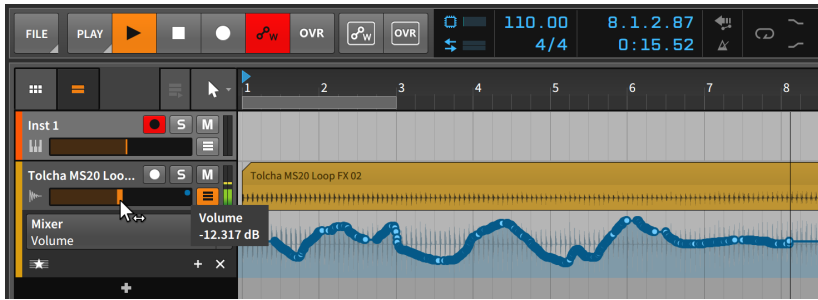 FILE PLAY OVR OVR 110.00 8.1.2.87
4/4 0:15.52
1 2 3 4 5 6 7 8
Inst 1 S M
Tolcha MS20 Loo... S M
Tolcha MS20 Loop FX 02
Volume
-12.317 dB
Mixer
Volume